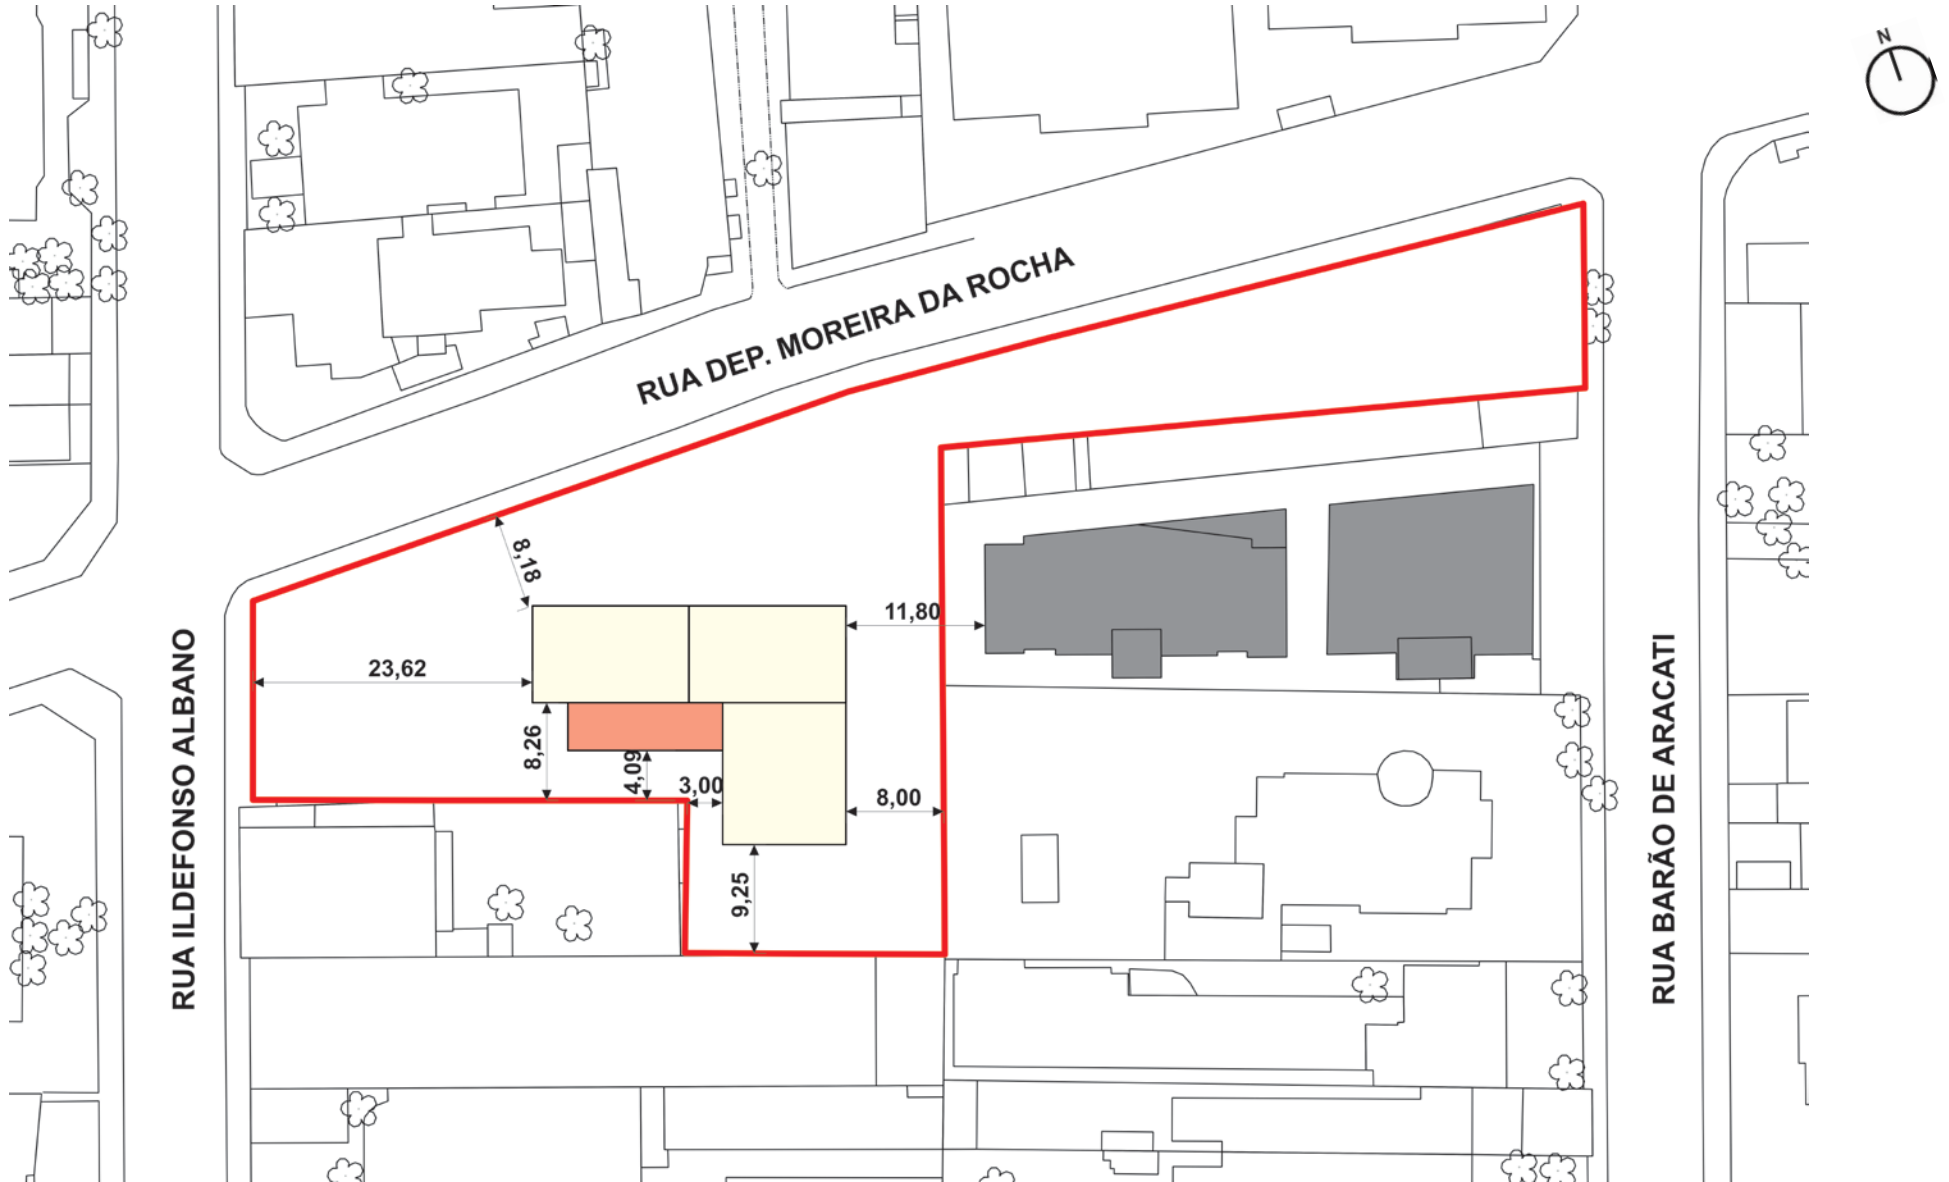 N
RUA DEP. MOREIRA DA ROCHA
8,18
11,80
23,62
8,26
4,09
3,00
8,00
9,25
RUA ILDEFONSO ALBANO
RUA BARÃO DE ARACATI